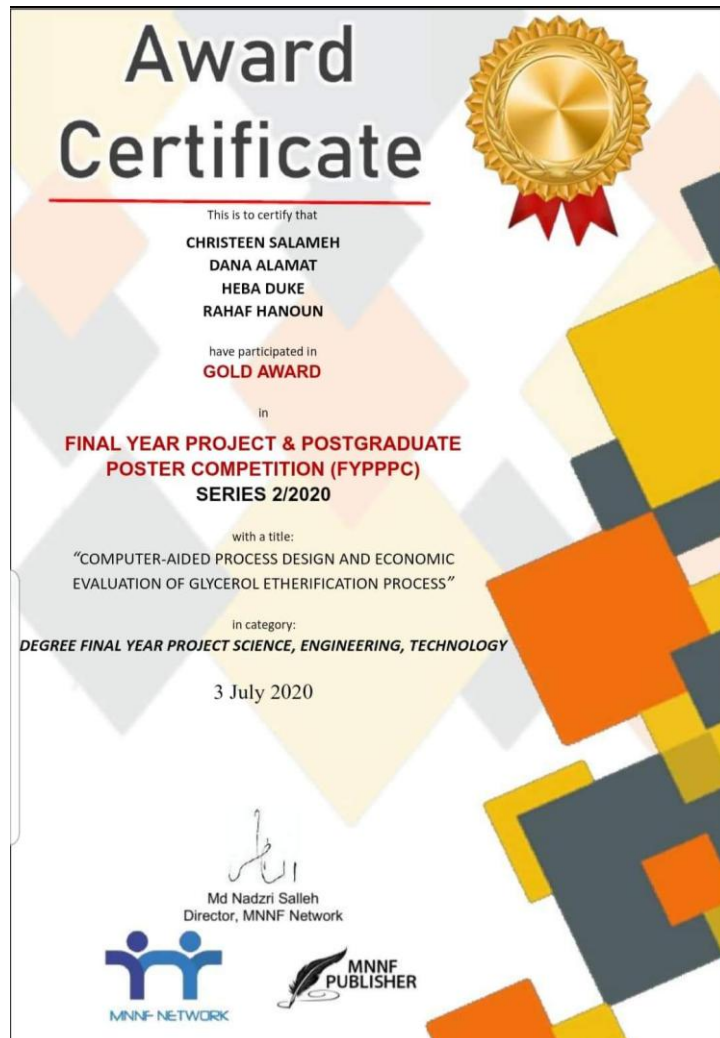 Award
Certificate
This is to certify that
CHRISTEEN SALAMEH
DANA ALAMAT
HEBA DUKE
RAHAF HANOUN
have participated in
GOLD AWARD
in
FINAL YEAR PROJECT & POSTGRADUATE
POSTER COMPETITION (FYPPPC)
SERIES 2/2020
with a title:
“COMPUTER-AIDED PROCESS DESIGN AND ECONOMIC
EVALUATION OF GLYCEROL ETHERIFICATION PROCESS”
in category:
DEGREE FINAL YEAR PROJECT SCIENCE, ENGINEERING, TECHNOLOGY
3 July 2020
Md Nadzri Salleh
Director, MNNF Network
MNNF NETWORK
MNNF
PUBLISHER